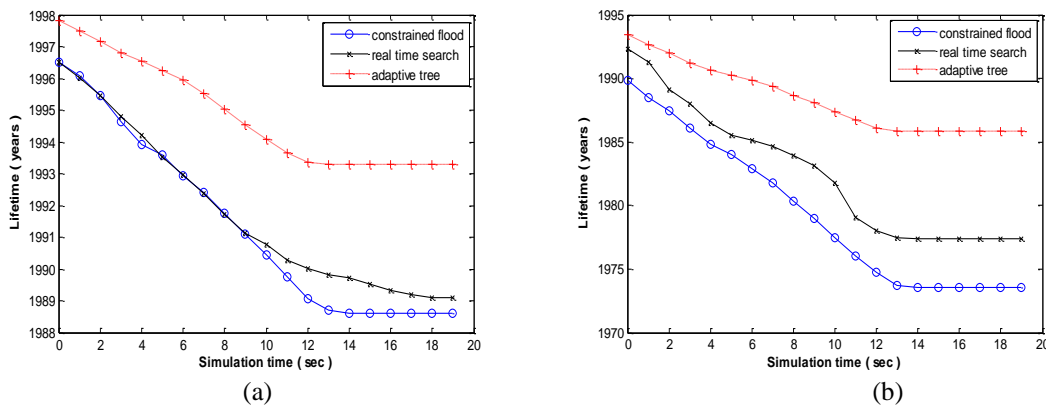 1998
1997
1996
1995
1994
1993
1992
1991
1990
1989
1988
Lifetime ( years)
0 2 4 6 8 10 12 14 16 18 20
Simulation time ( sec )
constrained flood
real time search
adaptive tree
(a)
1995
1990
1985
1980
1975
1970
Lifetime (years)
0 2 4 6 8 10 12 14 16 18 20
Simulation time ( sec )
constrained flood
real time search
adaptive tree
(b)